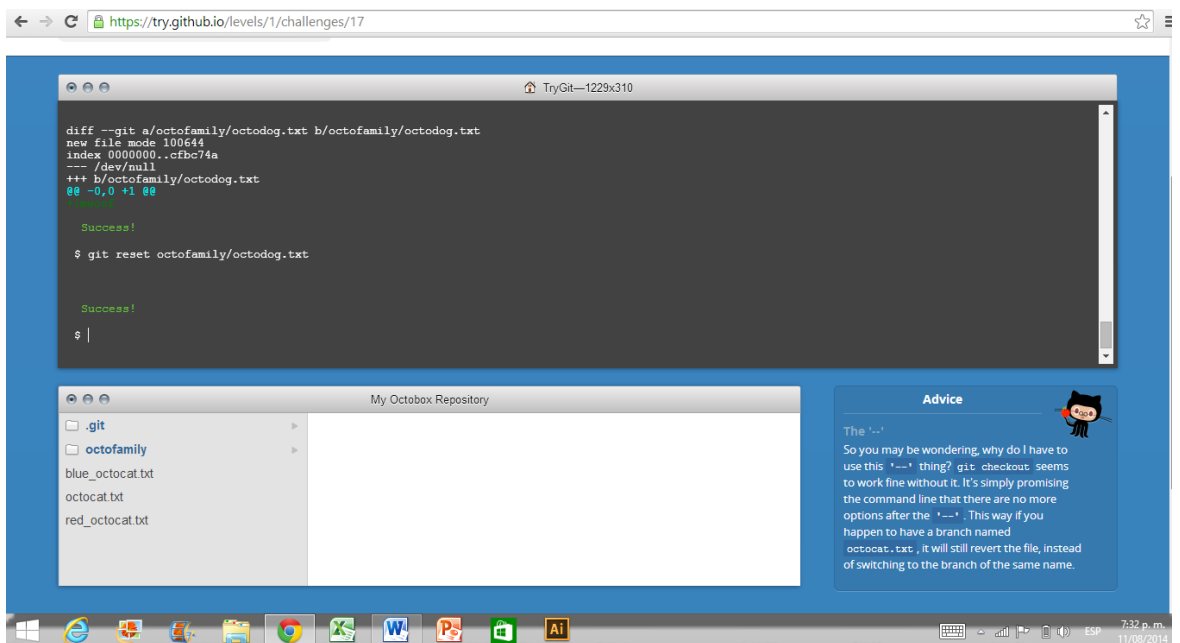 https://try.github.io/levels/1/challenges/17
TryGit—1229x310
diff --git a/octofamily/octodog.txt b/octofamily/octodog.txt
new file mode 100644
index 0000000..cfbc74a
--- /dev/null
+++ b/octofamily/octodog.txt
@@ -0,0 +1 @@
Success!
$ git reset octofamily/octodog.txt
Success!
$
My Octobox Repository
.git
octofamily
blue_octocat.txt
octocat.txt
red_octocat.txt
Advice
The '--'
So you may be wondering, why do I have to
use this '--' thing? git checkout seems
to work fine without it. It's simply promising
the command line that there are no more
options after the '--'. This way if you
happen to have a branch named
octocat.txt, it will still revert the file, instead
of switching to the branch of the same name.
Ai
ESP
7:32 p. m.
11/08/2014